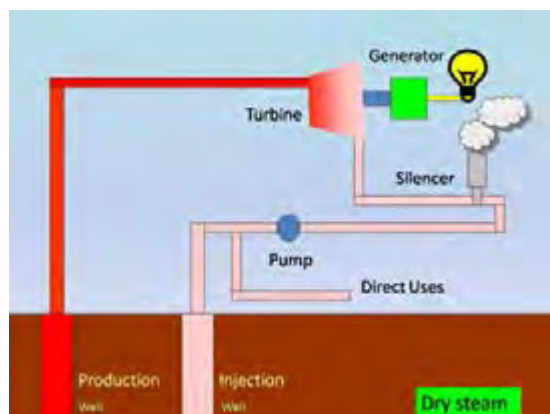 Generator
Turbine
Silencer
Pump
Direct Uses
Production
Well
Injection
Well
Dry steam